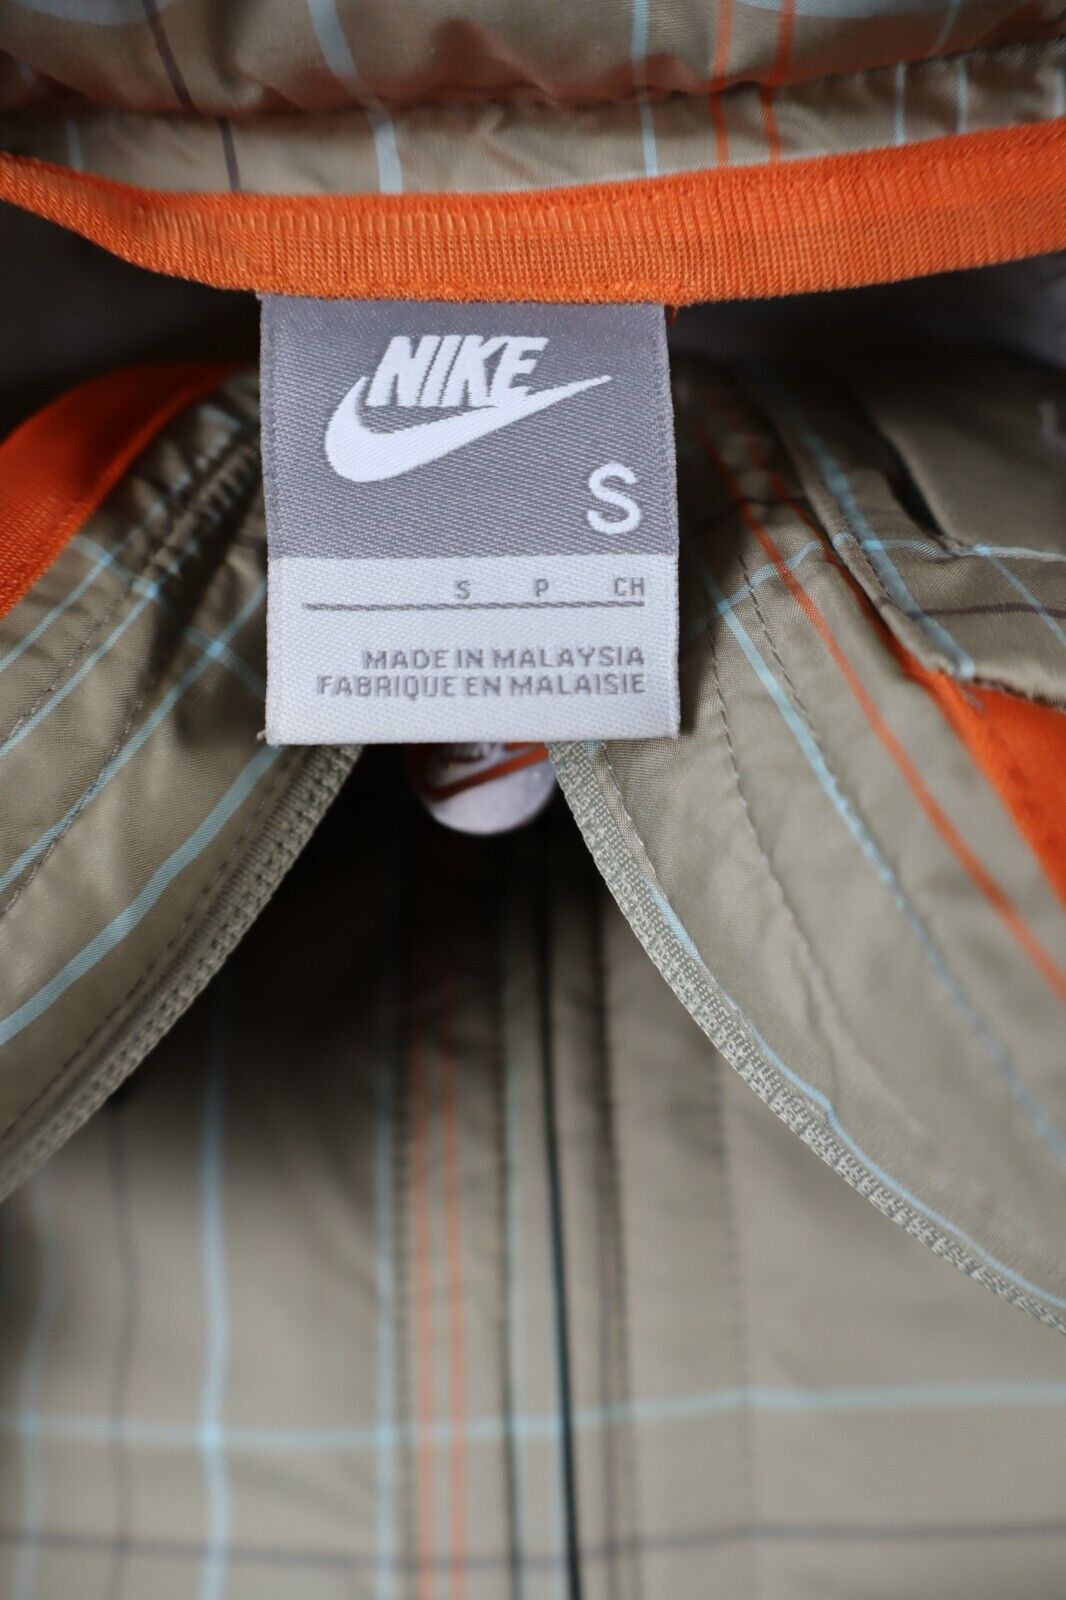 NIKE
S
S P CH
MADE IN MALAYSIA
FABRIQUE EN MALAISIE